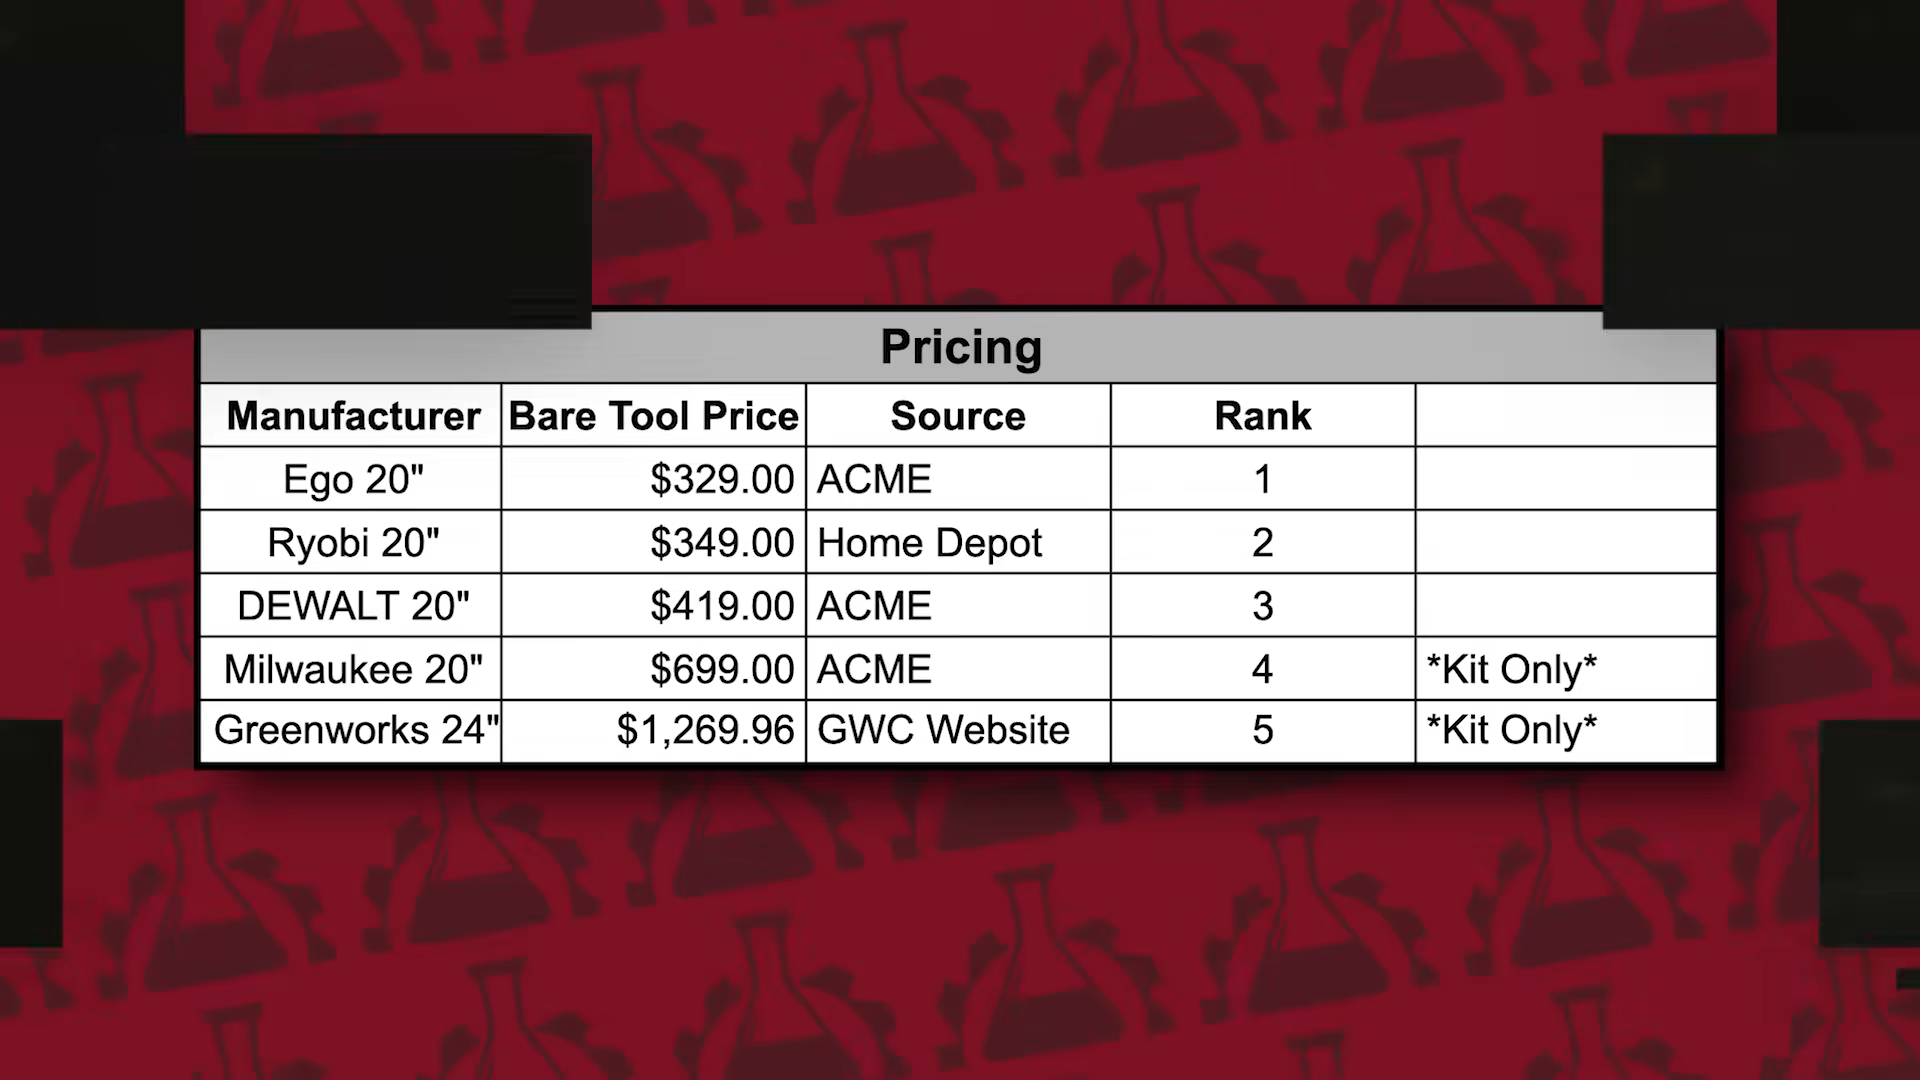 Pricing
Manufacturer Bare Tool Price Source Rank
Ego 20" $329.00 ACME 1
Ryobi 20" $349.00 Home Depot 2
DEWALT 20" $419.00 ACME 3
Milwaukee 20" $699.00 ACME 4 *Kit Only*
Greenworks 24" $1,269.96 GWC Website 5 *Kit Only*